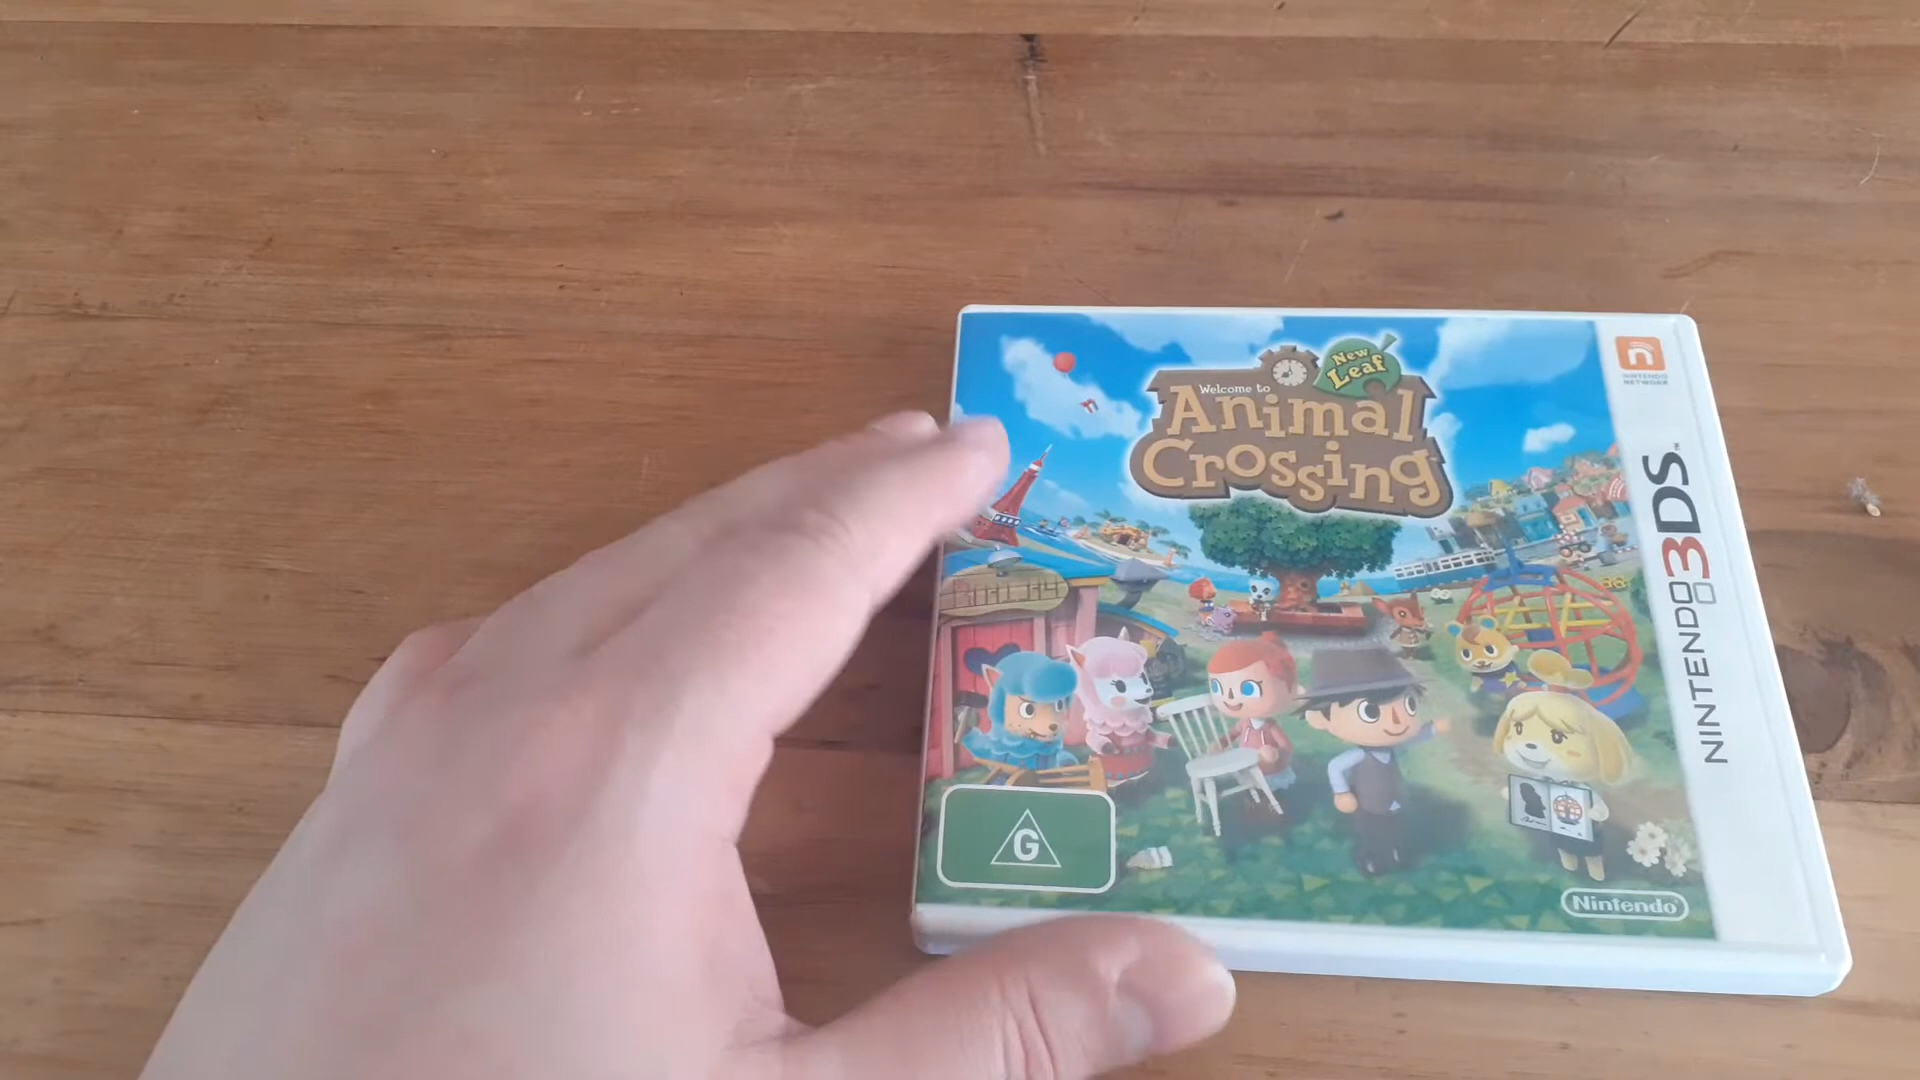 New
Leaf
Welcome to
Animal
Crossing
NINTENDO
NETWORK
NINTENDO 3DS
G
Nintendo